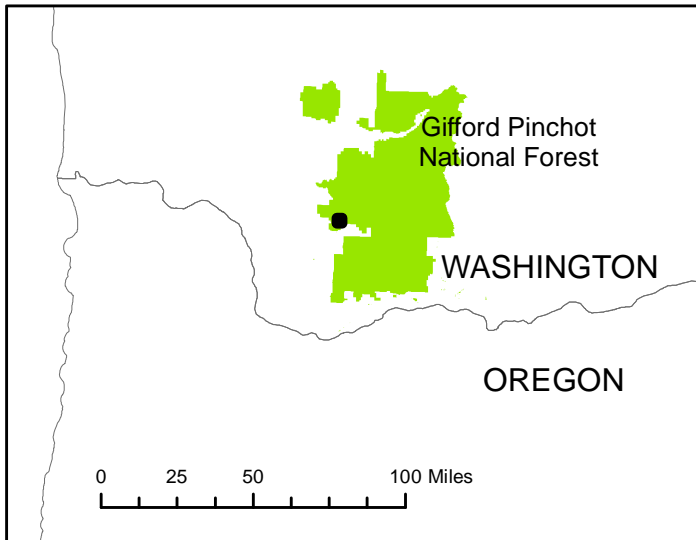 Gifford Pinchot
National Forest
WASHINGTON
OREGON
0 25 50 100 Miles